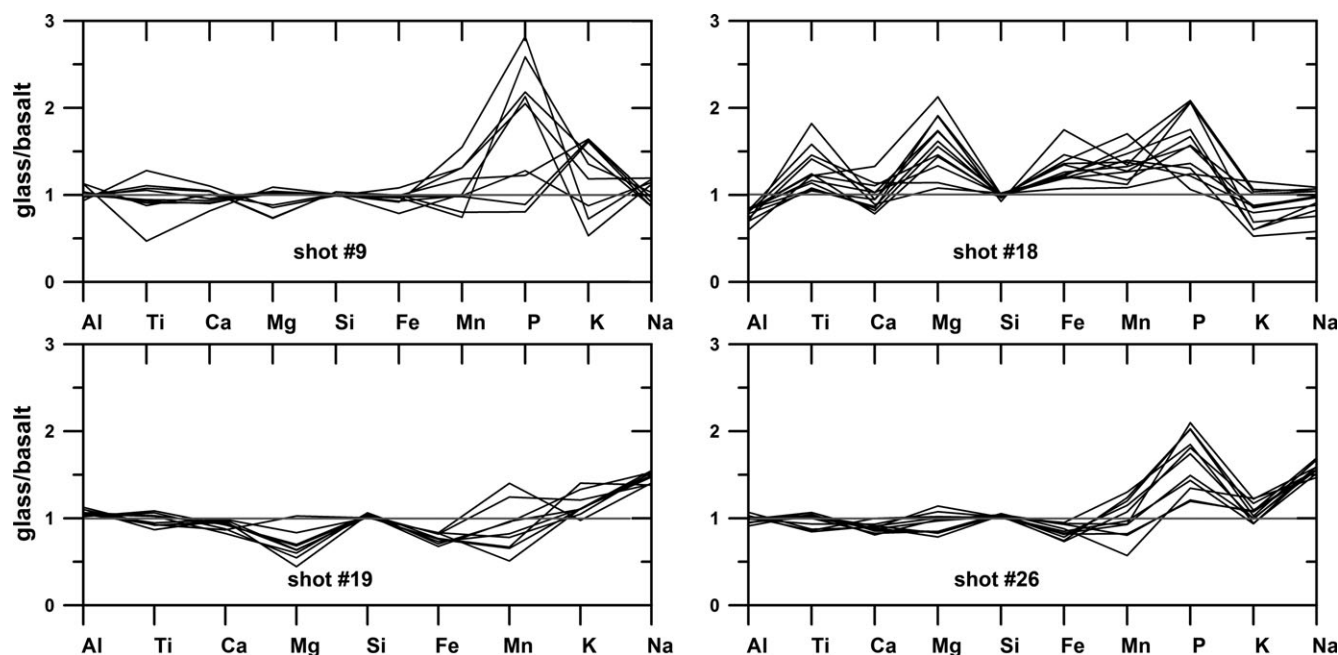 3
2
1
0
glass/basalt
shot #9
Al Ti Ca Mg Si Fe Mn P K Na
3
2
1
0
shot #18
Al Ti Ca Mg Si Fe Mn P K Na
3
2
1
0
glass/basalt
shot #19
Al Ti Ca Mg Si Fe Mn K Na
3
2
1
0
shot #26
Al Ti Ca Mg Si Fe Mn P K Na